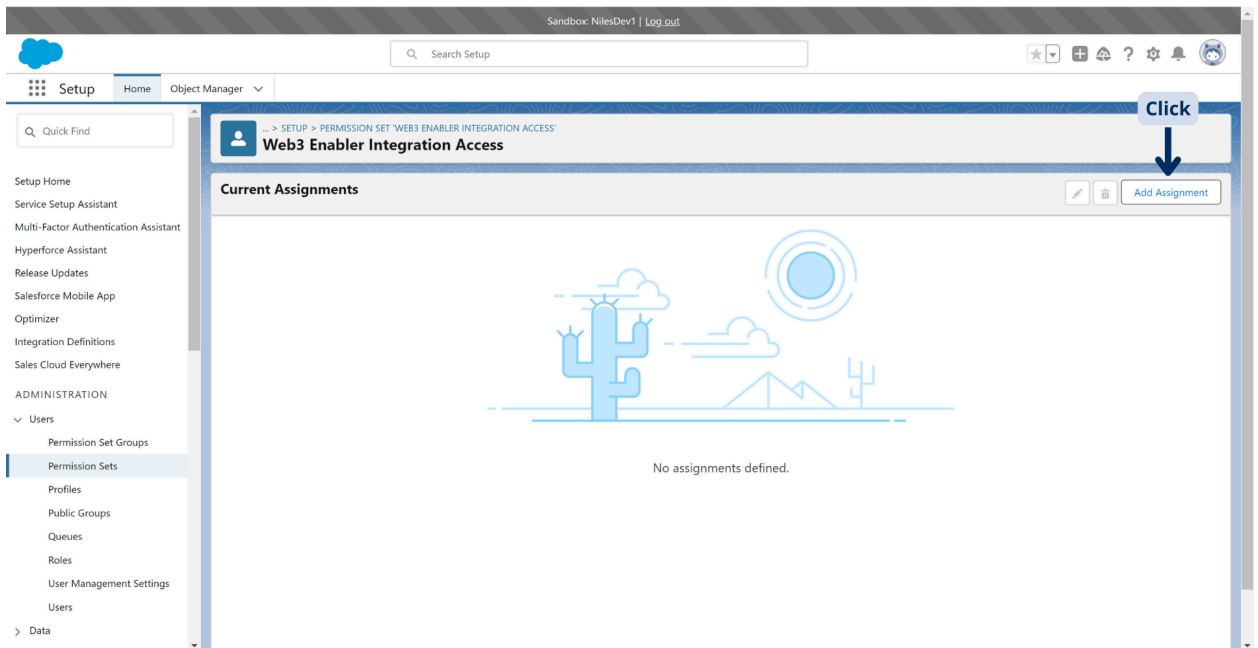 Sandbox: NilesDev1 | Log out
Search Setup
Setup
Home
Object Manager
Click
Quick Find
... > SETUP > PERMISSION SET 'WEB3 ENABLER INTEGRATION ACCESS'
Web3 Enabler Integration Access
Current Assignments
Add Assignment
Setup Home
Service Setup Assistant
Multi-Factor Authentication Assistant
Hyperforce Assistant
Release Updates
Salesforce Mobile App
Optimizer
Integration Definitions
Sales Cloud Everywhere
ADMINISTRATION
Users
Permission Set Groups
Permission Sets
Profiles
Public Groups
Queues
Roles
User Management Settings
Users
Data
No assignments defined.